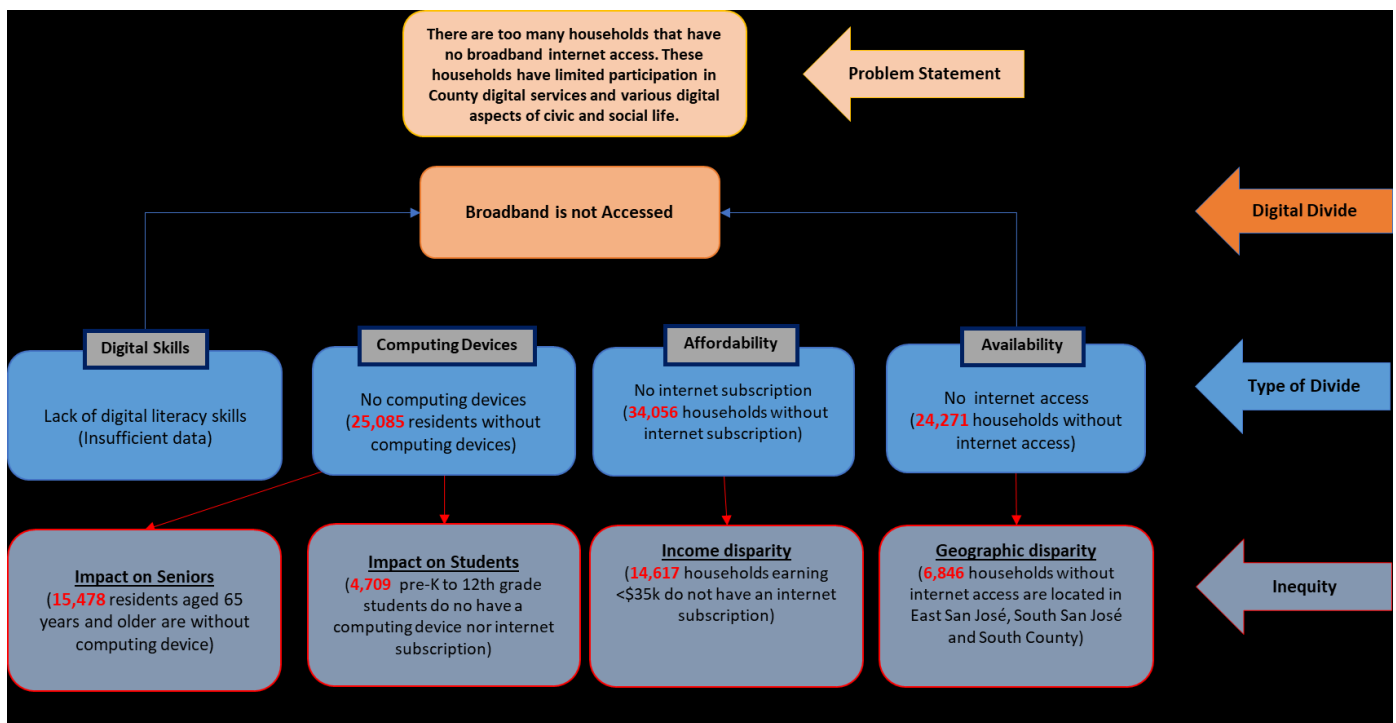 There are too many households that have
no broadband internet access. These
households have limited participation in
County digital services and various digital
aspects of civic and social life.
Problem Statement
Broadband is not Accessed
Digital Divide
Digital Skills
Lack of digital literacy skills
(Insufficient data)
Computing Devices
No computing devices
(25,085 residents without
computing devices)
Affordability
No internet subscription
(34,056 households without
internet subscription)
Availability
No internet access
(24,271 households without
internet access)
Type of Divide
Impact on Seniors
(15,478 residents aged 65
years and older are without
computing device)
Impact on Students
(4,709 pre-K to 12th grade
students do no have a
computing device nor internet
subscription)
Income disparity
(14,617 households earning
<$35k do not have an internet
subscription)
Geographic disparity
(6,846 households without
internet access are located in
East San José, South San José
and South County)
Inequity